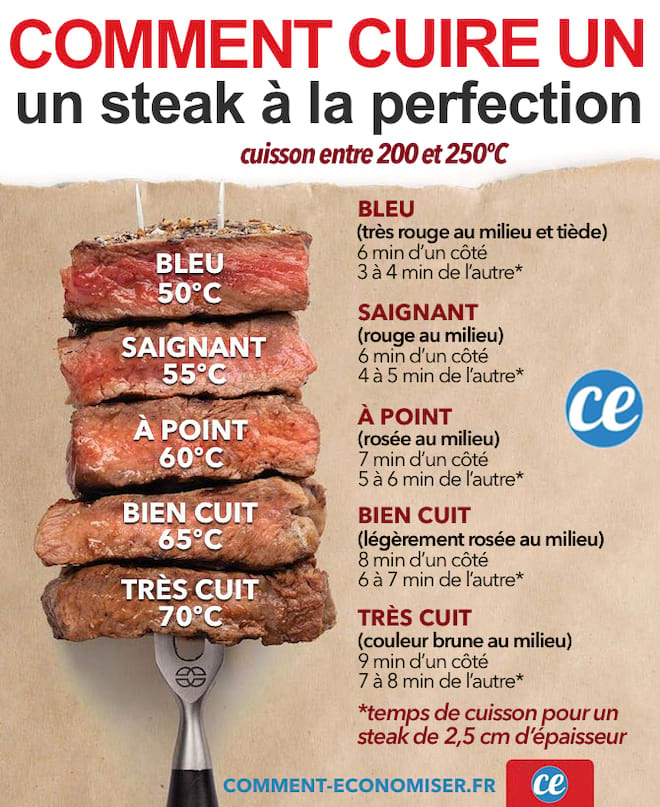 COMMENT CUIRE UN
un steak à la perfection
cuisson entre 200 et 250°C
BLEU
50°C
SAIGNANT
55°C
À POINT
60°C
BIEN CUIT
65°C
TRÈS CUIT
70°C
BLEU
(très rouge au milieu et tiède)
6 min d'un côté
3 à 4 min de l'autre*
SAIGNANT
(rouge au milieu)
6 min d'un côté
4 à 5 min de l'autre*
À POINT
(rosée au milieu)
7 min d'un côté
5 à 6 min de l'autre*
BIEN CUIT
(légèrement rosée au milieu)
8 min d'un côté
6 à 7 min de l'autre*
TRÈS CUIT
(couleur brune au milieu)
9 min d'un côté
7 à 8 min de l'autre*
*temps de cuisson pour un
steak de 2,5 cm d'épaisseur
ce
COMMENT-ECONOMISER.FR
ce